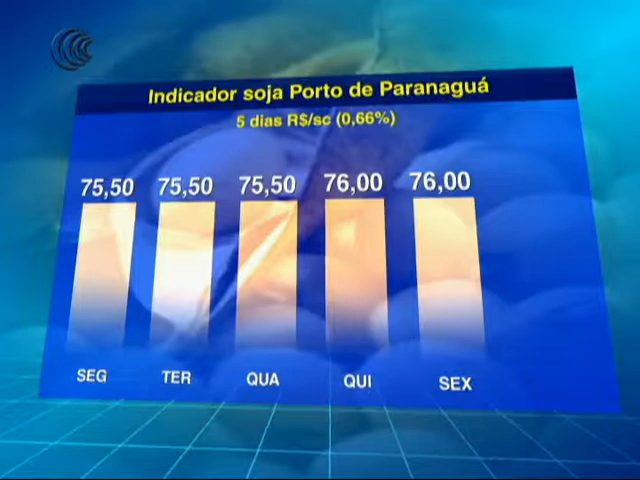 Indicador soja Porto de Paranaguá
5 dias R$/sc (0,66%)
75,50 75,50 75,50 76,00 76,00
SEG TER QUA QUI SEX